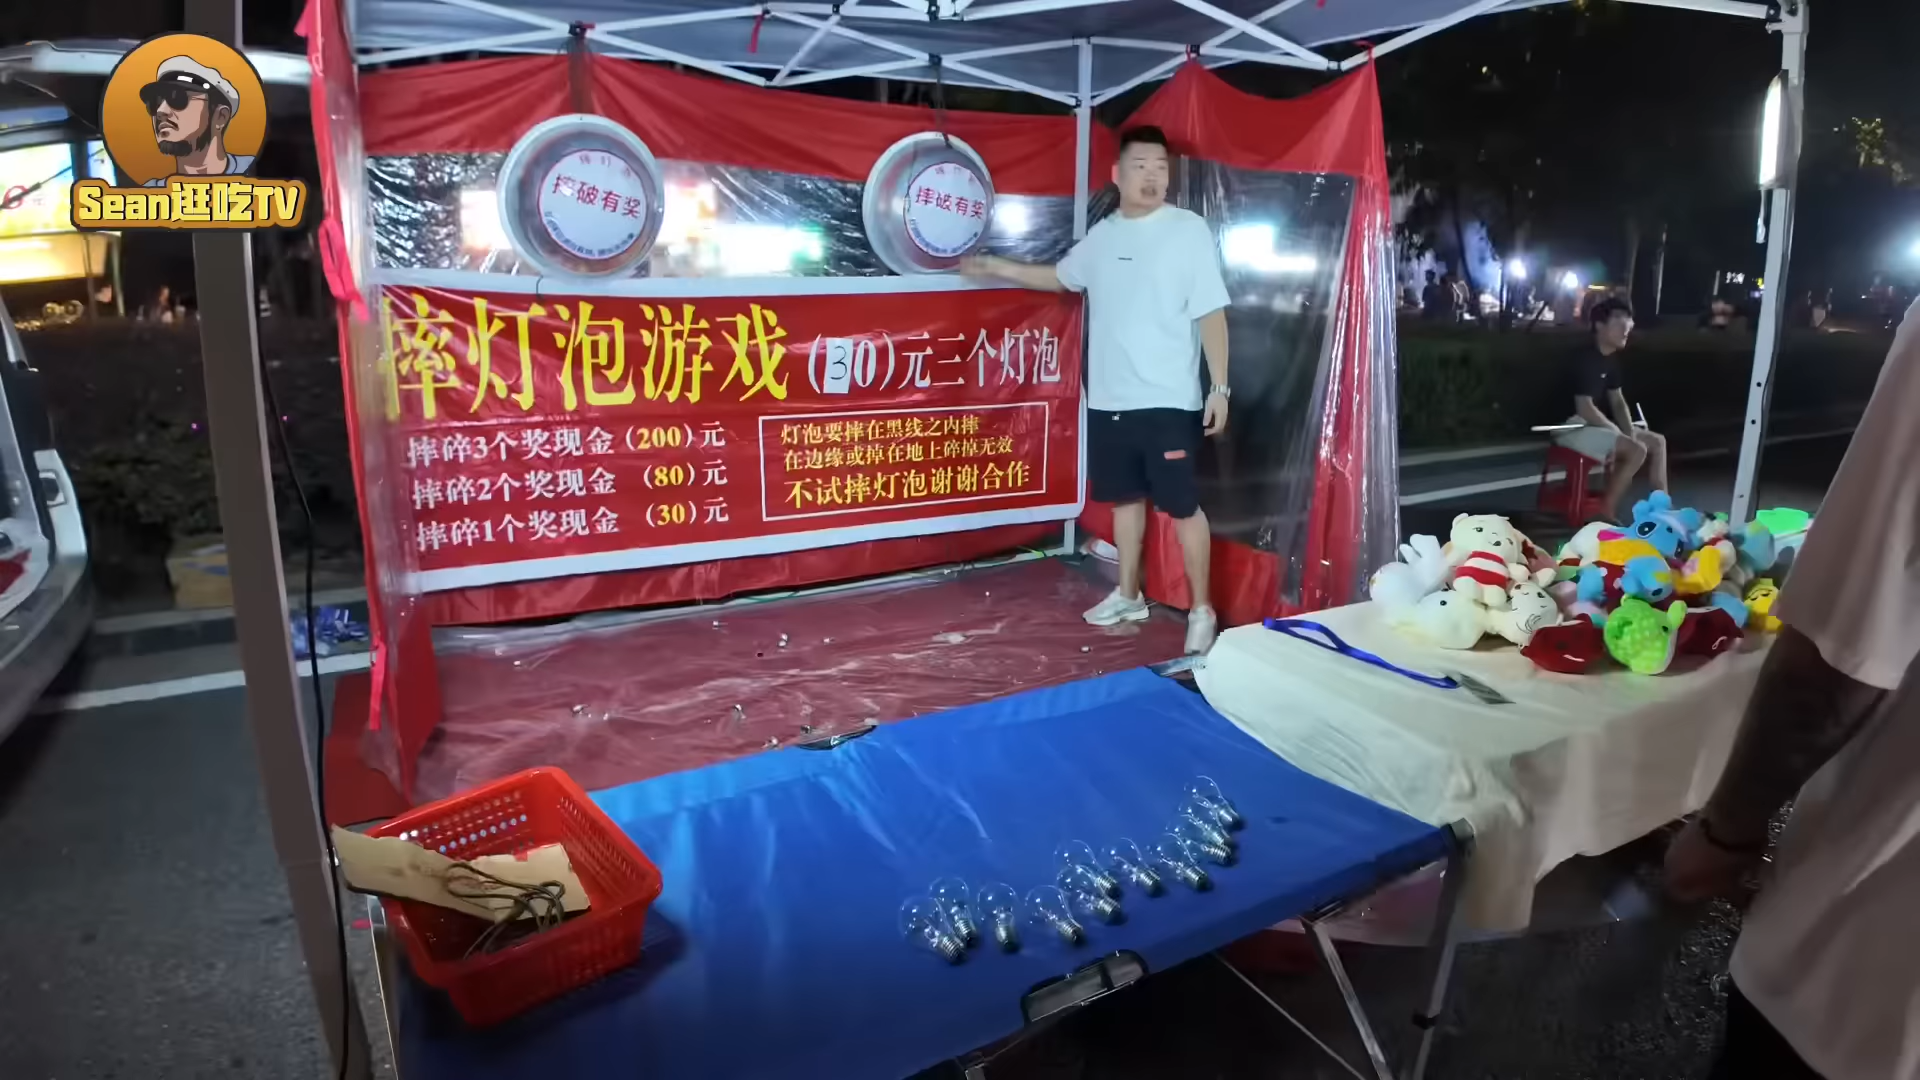 Sean逛吃TV
摔破有奖
摔破有奖
摔灯泡游戏(30)元三个灯泡
摔碎3个奖现金(200)元
摔碎2个奖现金(80)元
摔碎1个奖现金(30)元
灯泡要摔在黑线之内摔
在边缘或掉在地上碎掉无效
不试摔灯泡谢谢合作